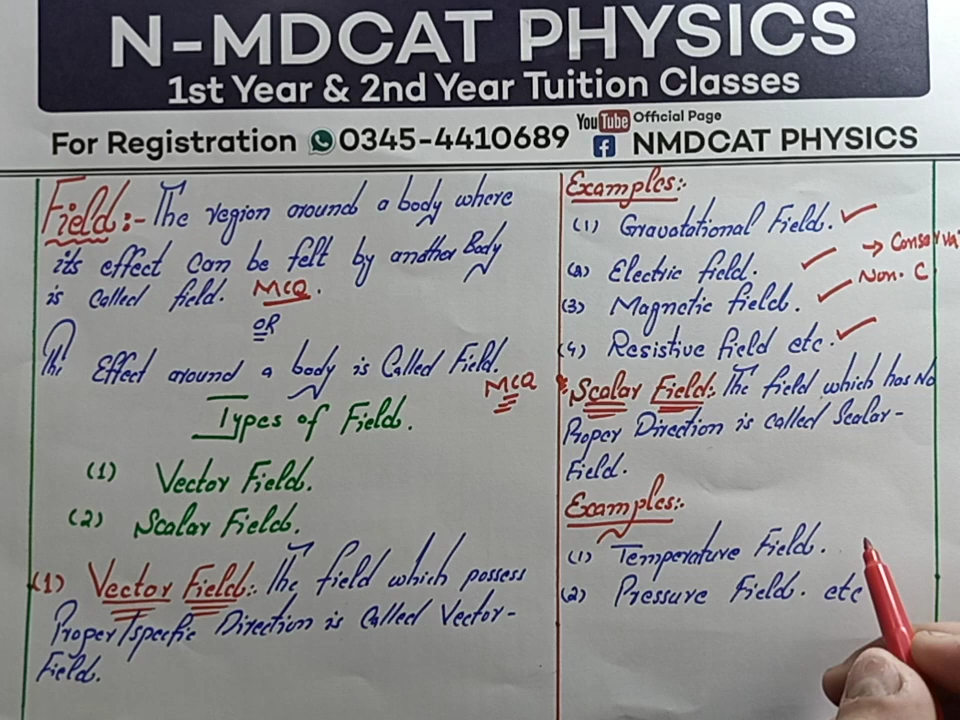 N-MDCAT PHYSICS
1st Year & 2nd Year Tuition Classes
For Registration 0345-4410689
YouTube Official Page
f NMDCAT PHYSICS
Field:- The region around a body where
its effect can be felt by another Body
is called field. MCQ.
OR
The Effect around a body is Called Field.
MCQ
Types of Field.
(1) Vector Field.
(2) Scalar Field.
(1) Vector Field:. The field which possess
Proper/specfic Direction is Called Vector-
Field.
Examples:-
(1) Gravatational Field.
(2) Electric field. → Conserva
(3) Magnetic field. Non. C
(4) Resistive field etc.
Scalar Field:. The field which has No
Proper Direction is called Scalar-
Field.
Examples:.
(1) Temperature Field.
(2) Pressure Field. etc